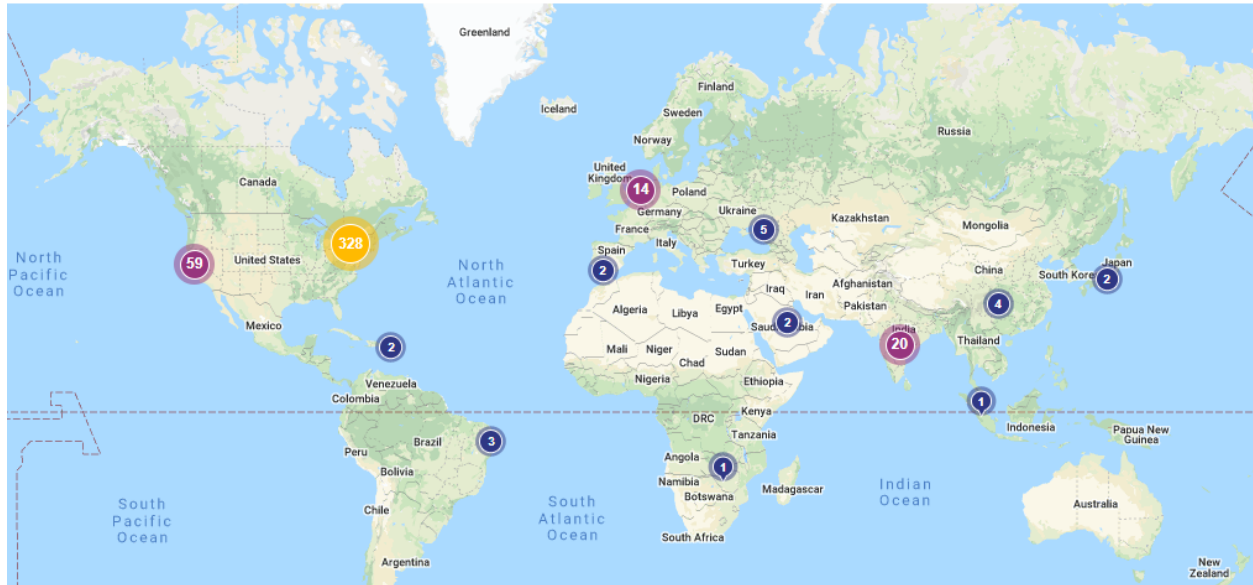 Greenland
Iceland
Finland
Sweden
Norway
Russia
United
Kingdom
14
Poland
Germany
Ukraine
5
France
Canada
Kazakhstan
Mongolia
328
59
United States
North
Pacific
Ocean
North
Atlantic
Ocean
Spain
2
Italy
Turkey
China
4
South Korea
Japan
2
Iraq
Iran
Afghanistan
Pakistan
Algeria
Libya
Egypt
2
Mexico
2
India
20
Thailand
Mali
Niger
Chad
Sudan
Nigeria
Ethiopia
Venezuela
Colombia
1
Indonesia
Papua New
Guinea
DRC
Kenya
Tanzania
3
Brazil
Peru
Bolivia
Angola
1
Namibia
Botswana
Madagascar
Indian
Ocean
Australia
South
Pacific
Ocean
Chile
South
Atlantic
Ocean
South Africa
Argentina
New
Zealand